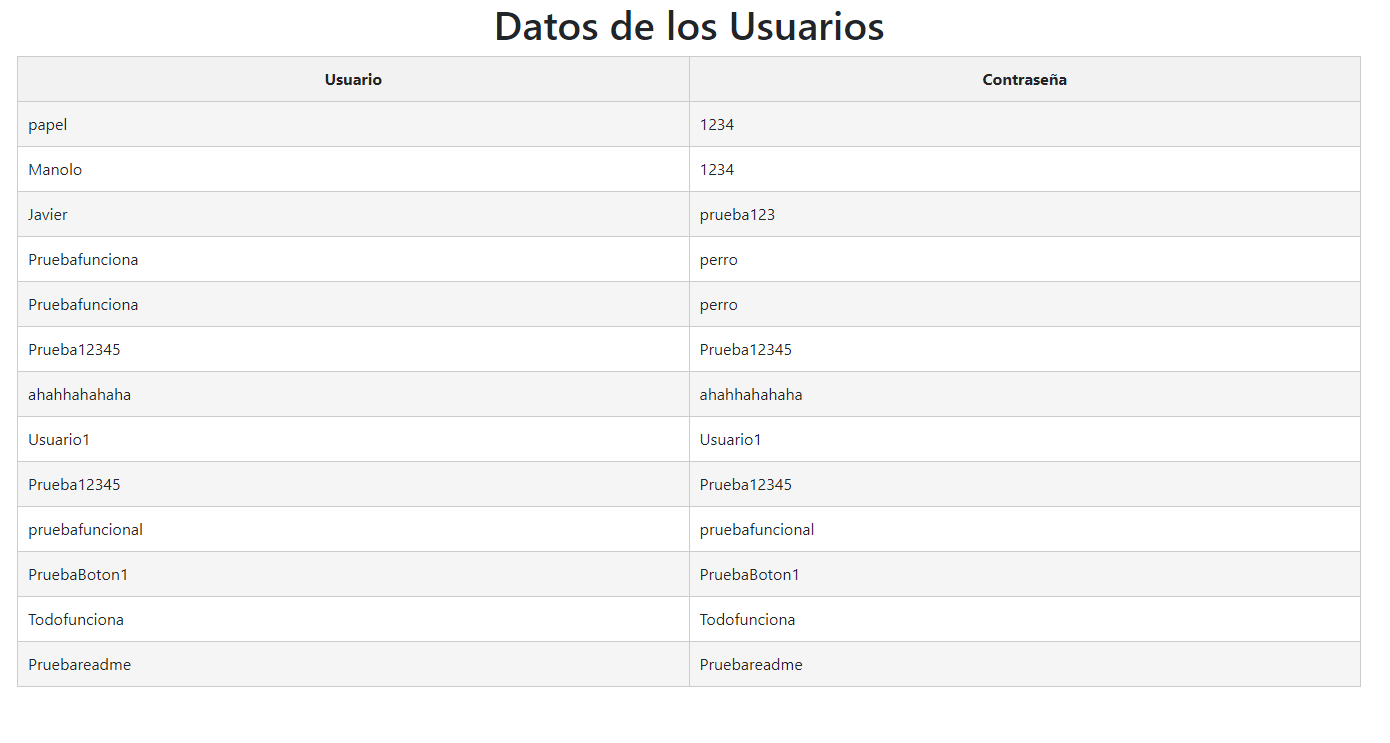 Datos de los Usuarios
Usuario Contraseña
papel 1234
Manolo 1234
Javier prueba123
Pruebafunciona perro
Pruebafunciona perro
Prueba12345 Prueba12345
ahahhahahaha ahahhahahaha
Usuario1 Usuario1
Prueba12345 Prueba12345
pruebafuncional pruebafuncional
PruebaBoton1 PruebaBoton1
Todofunciona Todofunciona
Pruebareadme Pruebareadme